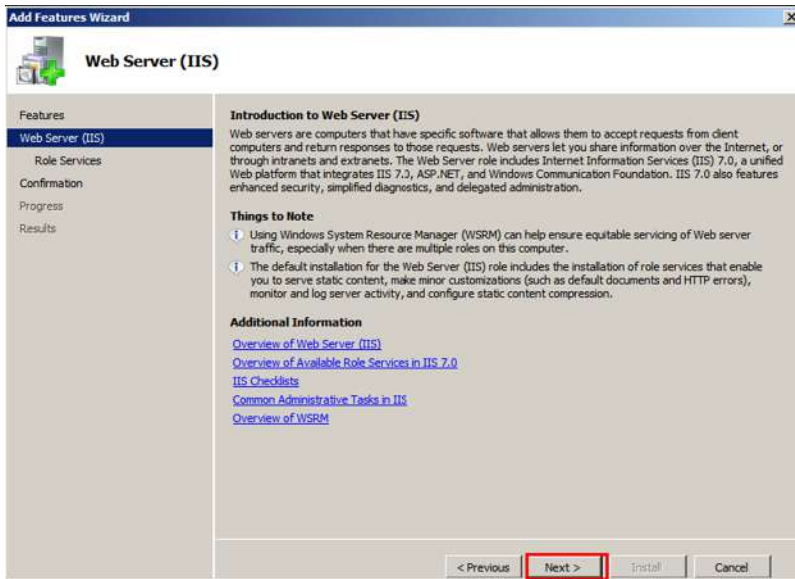 Add Features Wizard
Web Server (IIS)
Features
Web Server (IIS)
Role Services
Confirmation
Progress
Results
Introduction to Web Server (IIS)
Web servers are computers that have specific software that allows them to accept requests from client
computers and return responses to those requests. Web servers let you share information over the Internet, or
through intranets and extranets. The Web Server role includes Internet Information Services (IIS) 7.0, a unified
Web platform that integrates IIS 7.0, ASP.NET, and Windows Communication Foundation. IIS 7.0 also features
enhanced security, simplified diagnostics, and delegated administration.
Things to Note
Using Windows System Resource Manager (WSRM) can help ensure equitable servicing of Web server
traffic, especially when there are multiple roles on this computer.
The default installation for the Web Server (IIS) role includes the installation of role services that enable
you to serve static content, make minor customizations (such as default documents and HTTP errors),
monitor and log server activity, and configure static content compression.
Additional Information
Overview of Web Server (IIS)
Overview of Available Role Services in IIS 7.0
IIS Checklists
Common Administrative Tasks in IIS
Overview of WSRM
< Previous Next > Install Cancel